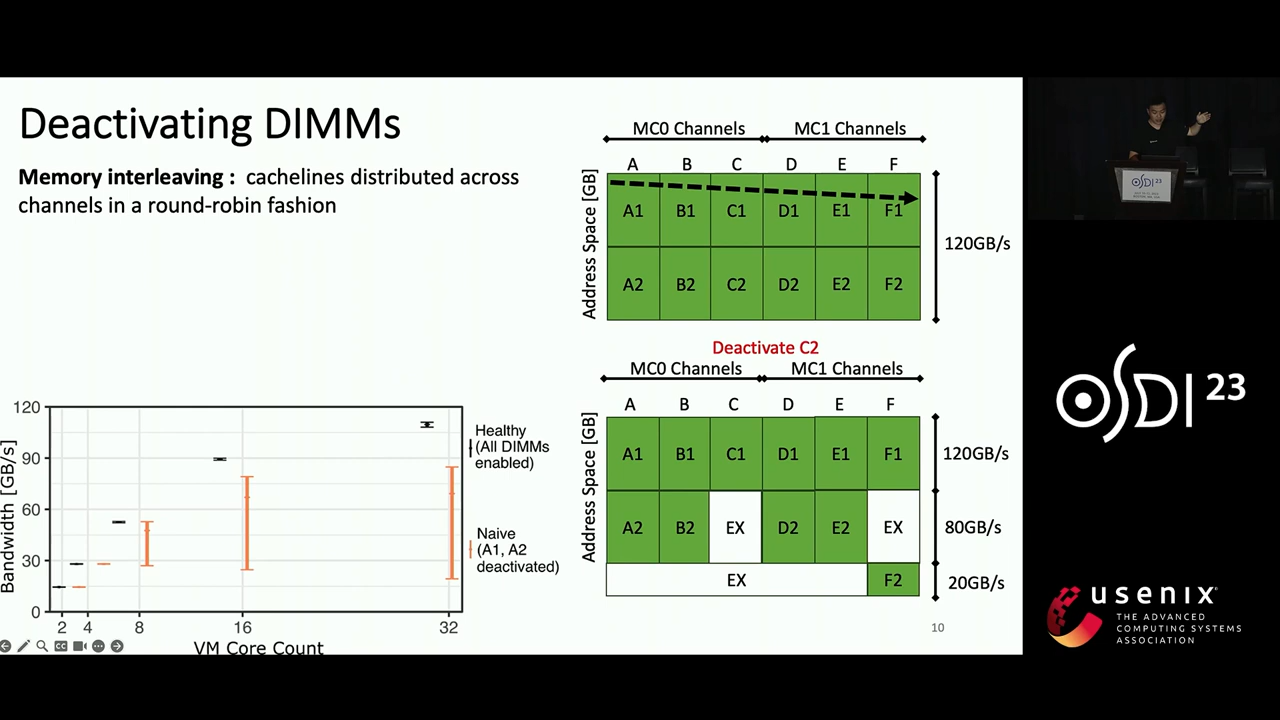 Deactivating DIMMs
Memory interleaving : cachelines distributed across
channels in a round-robin fashion
MC0 Channels MC1 Channels
A B C D E F
Address Space [GB]
A1 B1 C1 D1 E1 F1
A2 B2 C2 D2 E2 F2
120GB/s
Deactivate C2
MC0 Channels MC1 Channels
A B C D E F
Address Space [GB]
A1 B1 C1 D1 E1 F1
120GB/s
A2 B2 EX D2 E2 EX
80GB/s
EX F2
20GB/s
Bandwidth [GB/s]
120
90
60
30
0
2 4 8 16 32
VM Core Count
Healthy
(All DIMMs
enabled)
Naive
(A1, A2
deactivated)
10
OSDI 23
OSDI 23
usenix
THE ADVANCED
COMPUTING SYSTEMS
ASSOCIATION